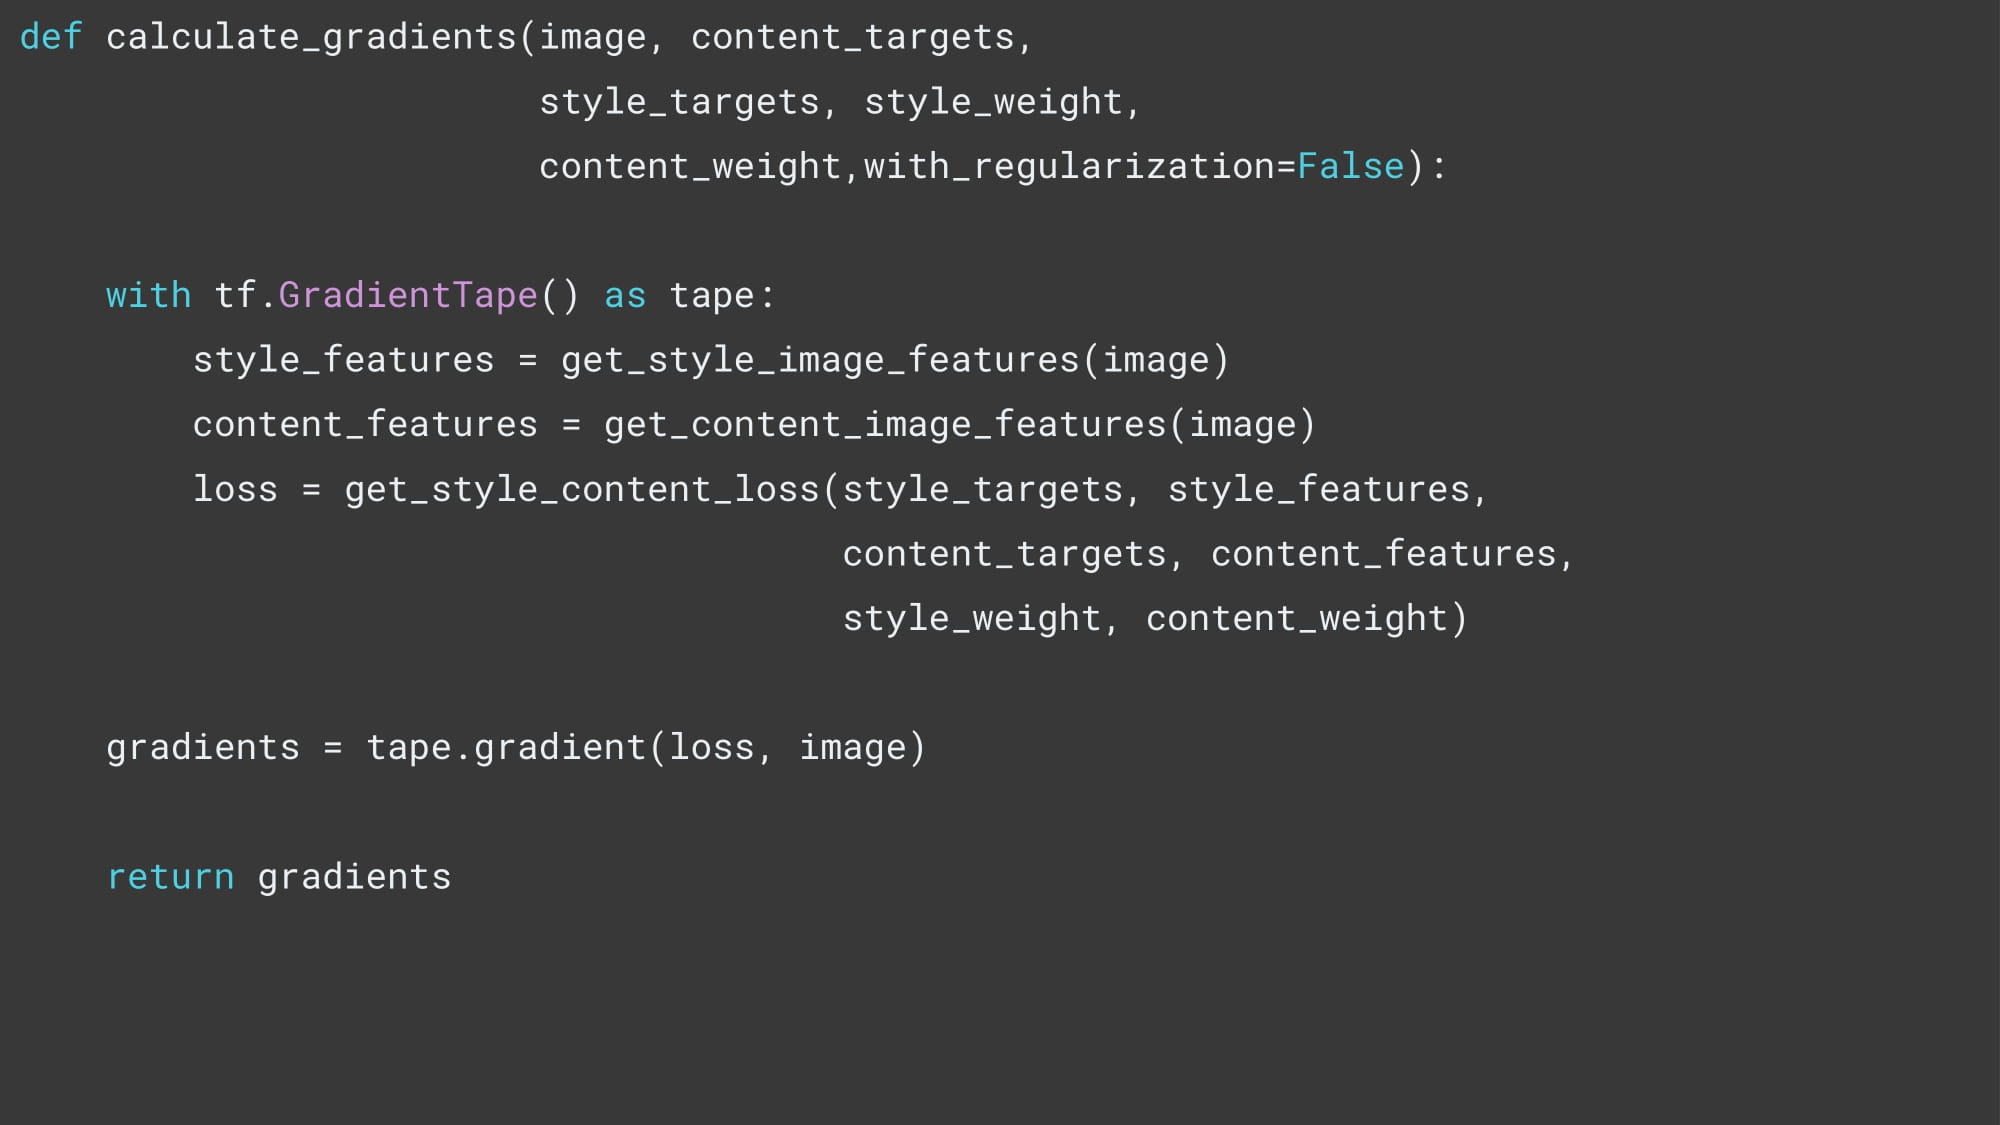 def calculate_gradients(image, content_targets,
                        style_targets, style_weight,
                        content_weight,with_regularization=False):
    with tf.GradientTape() as tape:
        style_features = get_style_image_features(image)
        content_features = get_content_image_features(image)
        loss = get_style_content_loss(style_targets, style_features,
                                      content_targets, content_features,
                                      style_weight, content_weight)
    gradients = tape.gradient(loss, image)
    return gradients